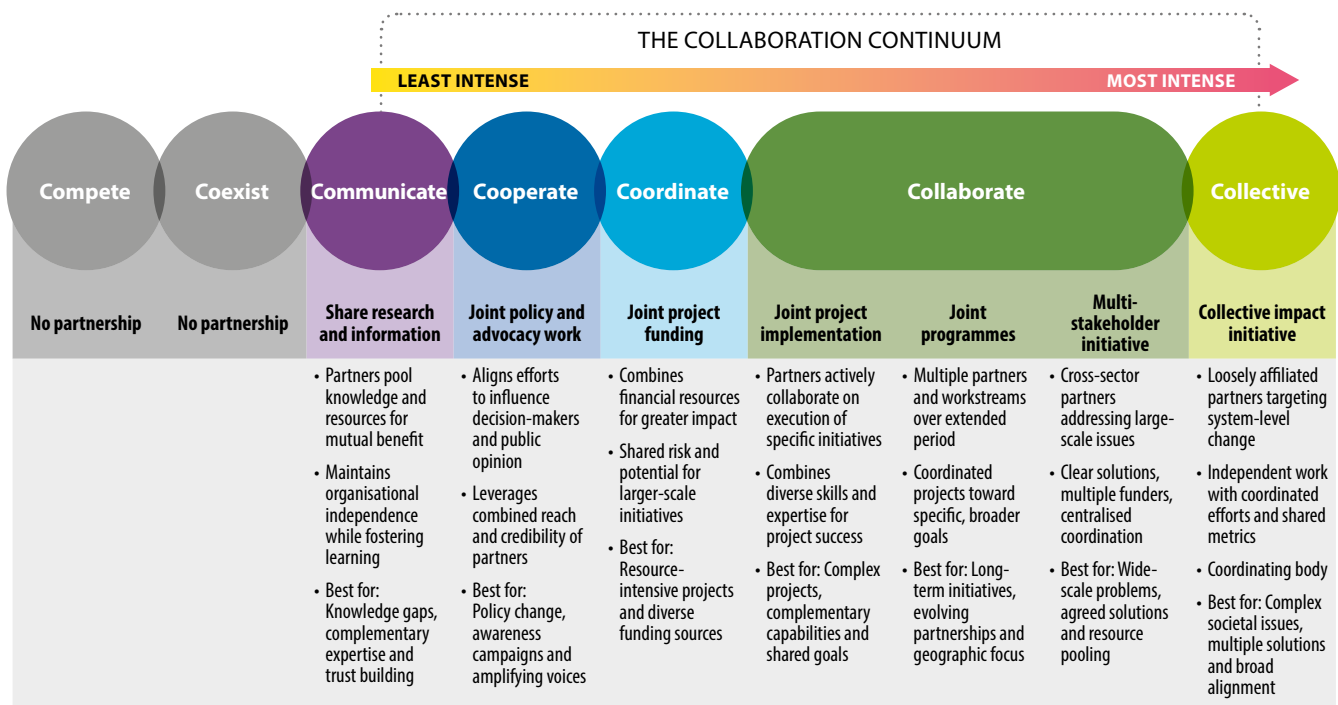 THE COLLABORATION CONTINUUM
LEAST INTENSE
MOST INTENSE
Compete
Coexist
Communicate
Cooperate
Coordinate
Collaborate
Collective
No partnership
No partnership
Share research
and information
Joint policy and
advocacy work
Joint project
funding
Joint project
implementation
Joint
programmes
Multi-
stakeholder
initiative
Collective impact
initiative
• Partners pool
knowledge and
resources for
mutual benefit
• Maintains
organisational
independence
while fostering
learning
• Best for:
Knowledge gaps,
complementary
expertise and
trust building
• Aligns efforts
to influence
decision-makers
and public
opinion
• Leverages
combined reach
and credibility of
partners
• Best for:
Policy change,
awareness
campaigns and
amplifying voices
• Combines
financial resources
for greater impact
• Shared risk and
potential for
larger-scale
initiatives
• Best for:
Resource-
intensive projects
and diverse
funding sources
• Partners actively
collaborate on
execution of
specific initiatives
• Combines
diverse skills and
expertise for
project success
• Best for: Complex
projects,
complementary
capabilities and
shared goals
• Multiple partners
and workstreams
over extended
period
• Coordinated
projects toward
specific, broader
goals
• Best for: Long-
term initiatives,
evolving
partnerships and
geographic focus
• Cross-sector
partners
addressing large-
scale issues
• Clear solutions,
multiple funders,
centralised
coordination
• Best for: Wide-
scale problems,
agreed solutions
and resource
pooling
• Loosely affiliated
partners targeting
system-level
change
• Independent work
with coordinated
efforts and shared
metrics
• Coordinating body
• Best for: Complex
societal issues,
multiple solutions
and broad
alignment